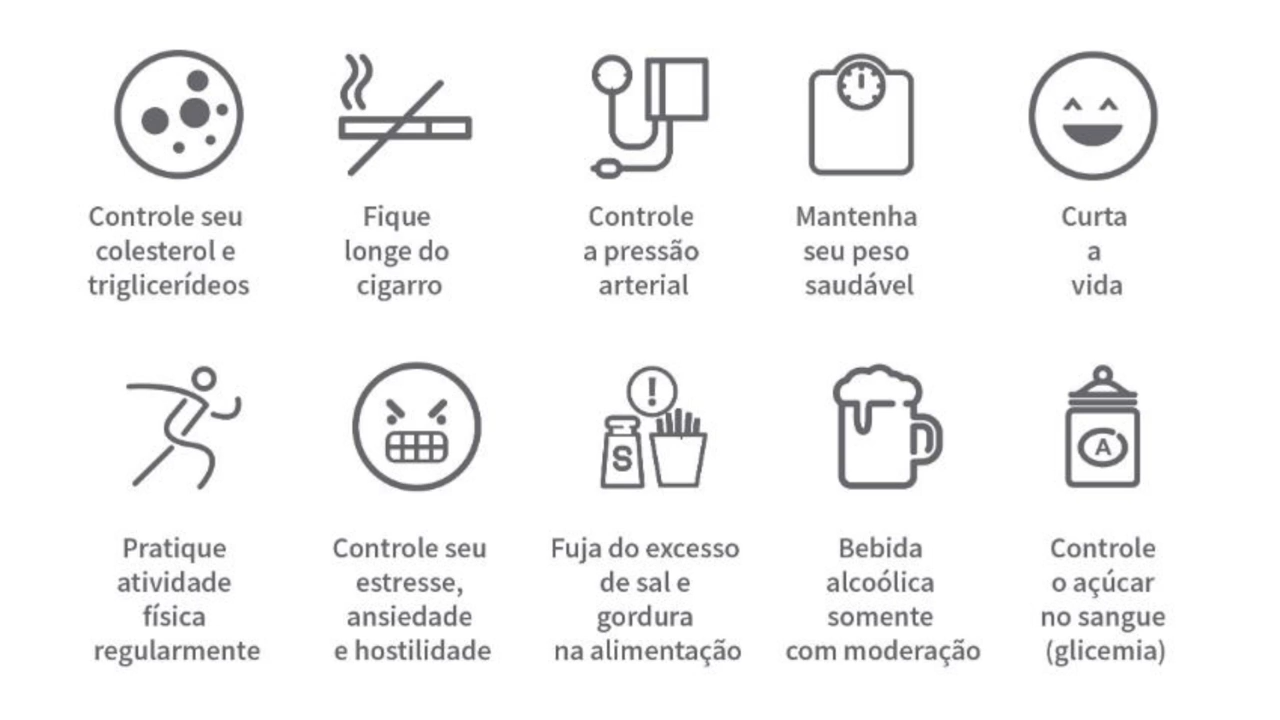 Controle seu
colesterol e
triglicerídeos
Fique
longe do
cigarro
Controle
a pressão
arterial
Mantenha
seu peso
saudável
Curta
a
vida
!
S
A
Pratique
atividade
física
regularmente
Controle seu
estresse,
ansiedade
e hostilidade
Fuja do excesso
de sal e
gordura
na alimentação
Bebida
alcoólica
somente
com moderação
Controle
o açúcar
no sangue
(glicemia)